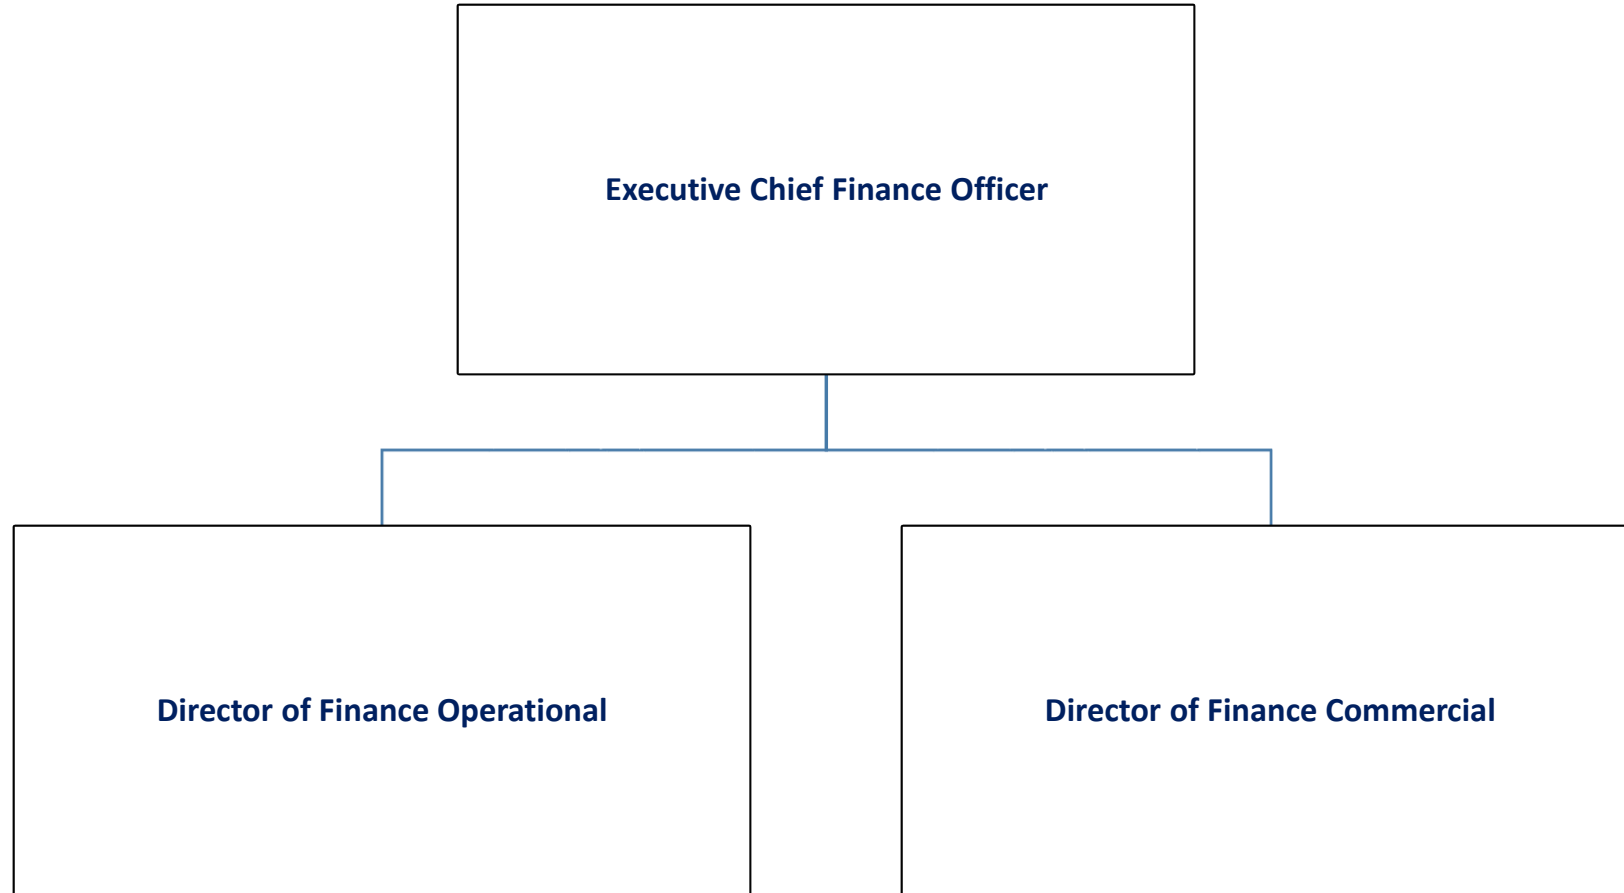 Executive Chief Finance Officer
Director of Finance Operational
Director of Finance Commercial